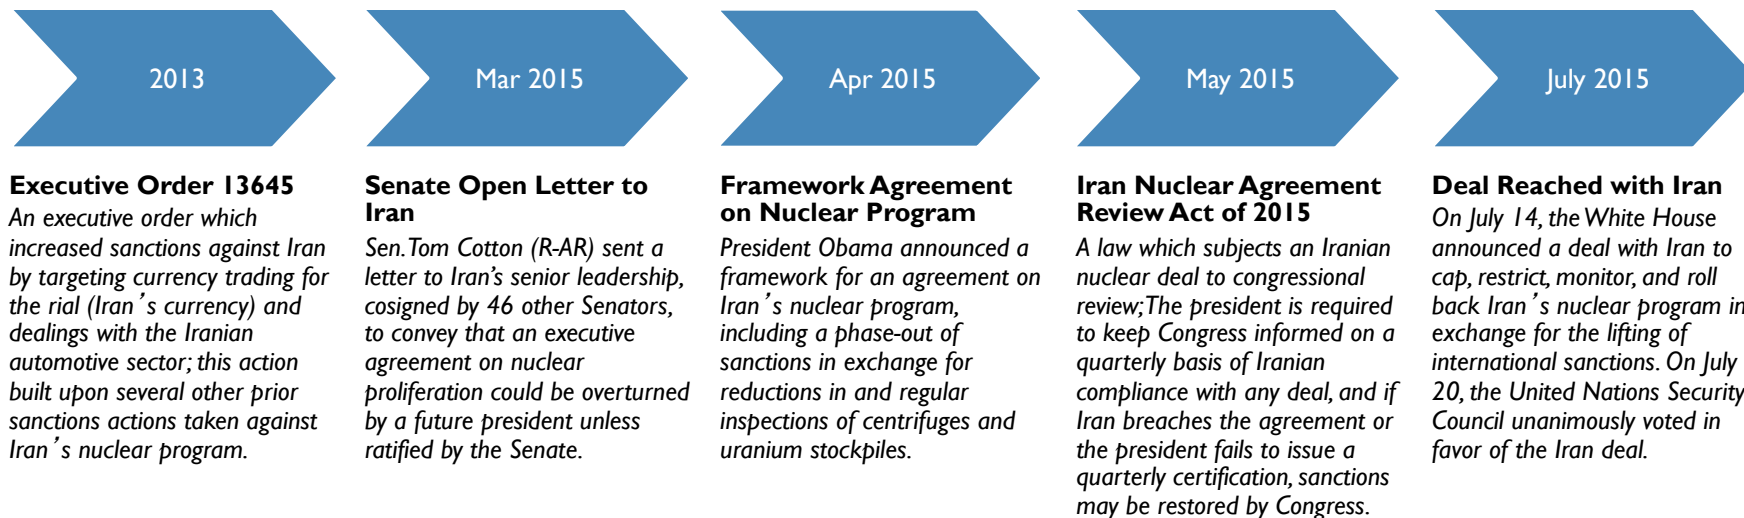 2013
Executive Order 13645
An executive order which
increased sanctions against Iran
by targeting currency trading for
the rial (Iran's currency) and
dealings with the Iranian
automotive sector; this action
built upon several other prior
sanctions actions taken against
Iran's nuclear program.
Mar 2015
Senate Open Letter to
Iran
Sen. Tom Cotton (R-AR) sent a
letter to Iran's senior leadership,
cosigned by 46 other Senators,
to convey that an executive
agreement on nuclear
proliferation could be overturned
by a future president unless
ratified by the Senate.
Apr 2015
Framework Agreement
on Nuclear Program
President Obama announced a
framework for an agreement on
Iran's nuclear program,
including a phase-out of
sanctions in exchange for
reductions in and regular
inspections of centrifuges and
uranium stockpiles.
May 2015
Iran Nuclear Agreement
Review Act of 2015
A law which subjects an Iranian
nuclear deal to congressional
review; The president is required
to keep Congress informed on a
quarterly basis of Iranian
compliance with any deal, and if
Iran breaches the agreement or
the president fails to issue a
quarterly certification, sanctions
may be restored by Congress.
July 2015
Deal Reached with Iran
On July 14, the White House
announced a deal with Iran to
cap, restrict, monitor, and roll
back Iran's nuclear program in
exchange for the lifting of
international sanctions. On July
20, the United Nations Security
Council unanimously voted in
favor of the Iran deal.